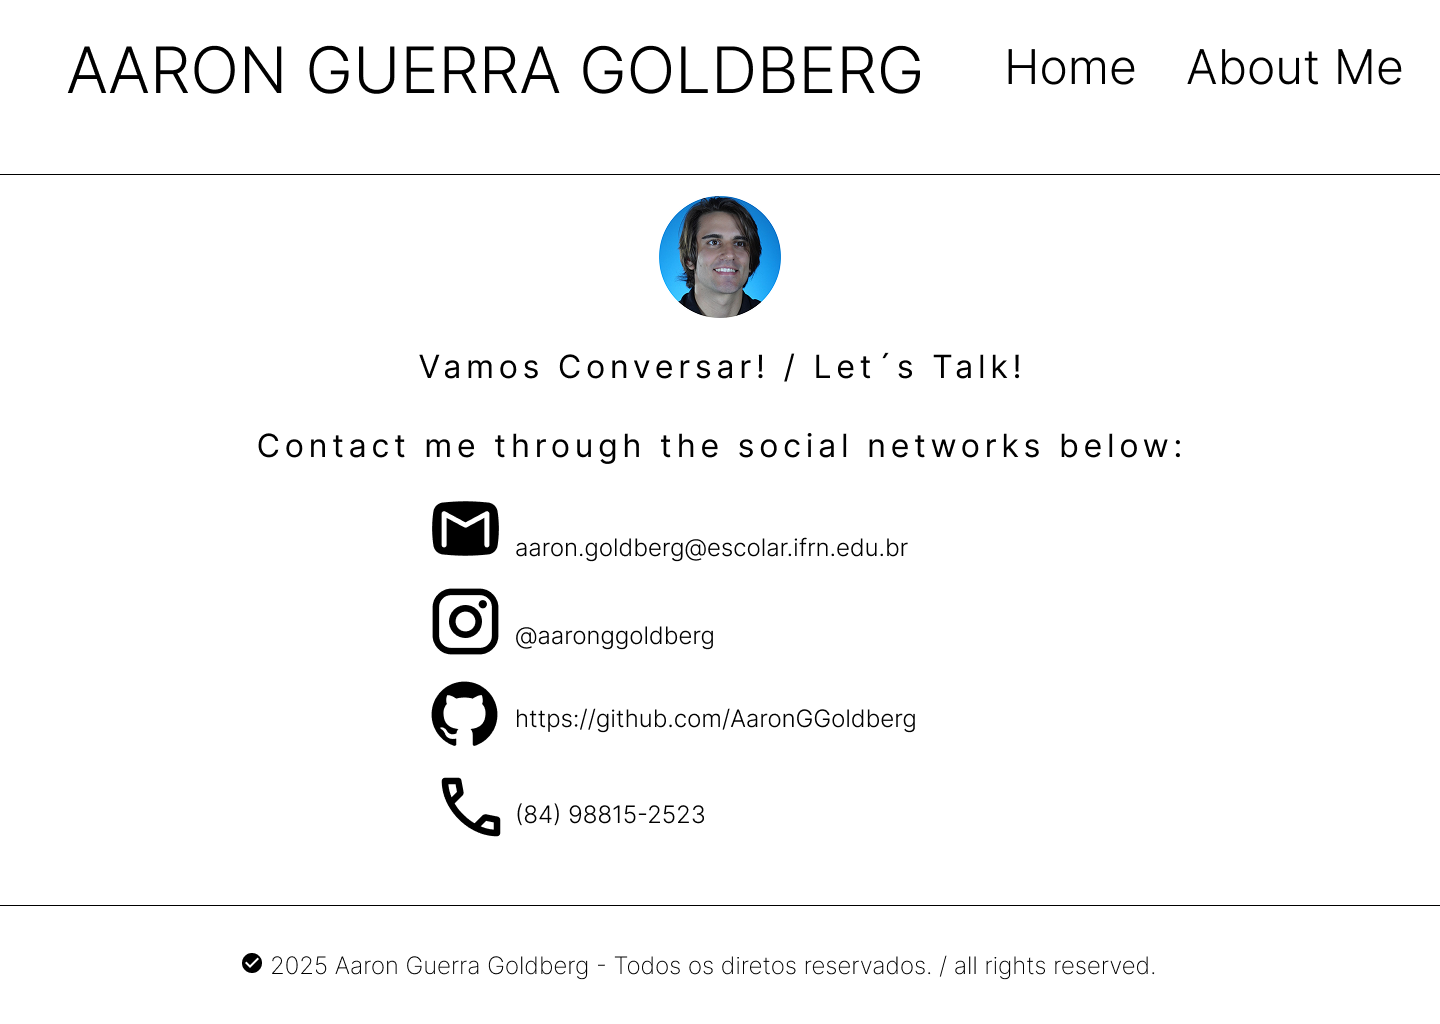 AARON GUERRA GOLDBERG Home About Me
Vamos Conversar! / Let´s Talk!
Contact me through the social networks below:
aaron.goldberg@escolar.ifrn.edu.br
@aaronggoldberg
https://github.com/AaronGGoldberg
(84) 98815-2523
2025 Aaron Guerra Goldberg - Todos os diretos reservados. / all rights reserved.